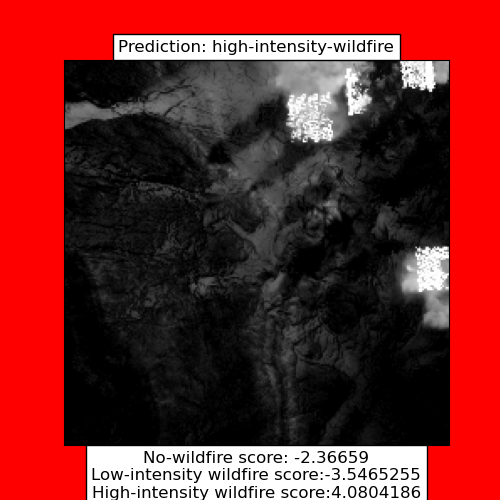 Prediction: high-intensity-wildfire
No-wildfire score: -2.36659
Low-intensity wildfire score:-3.5465255
High-intensity wildfire score:4.0804186